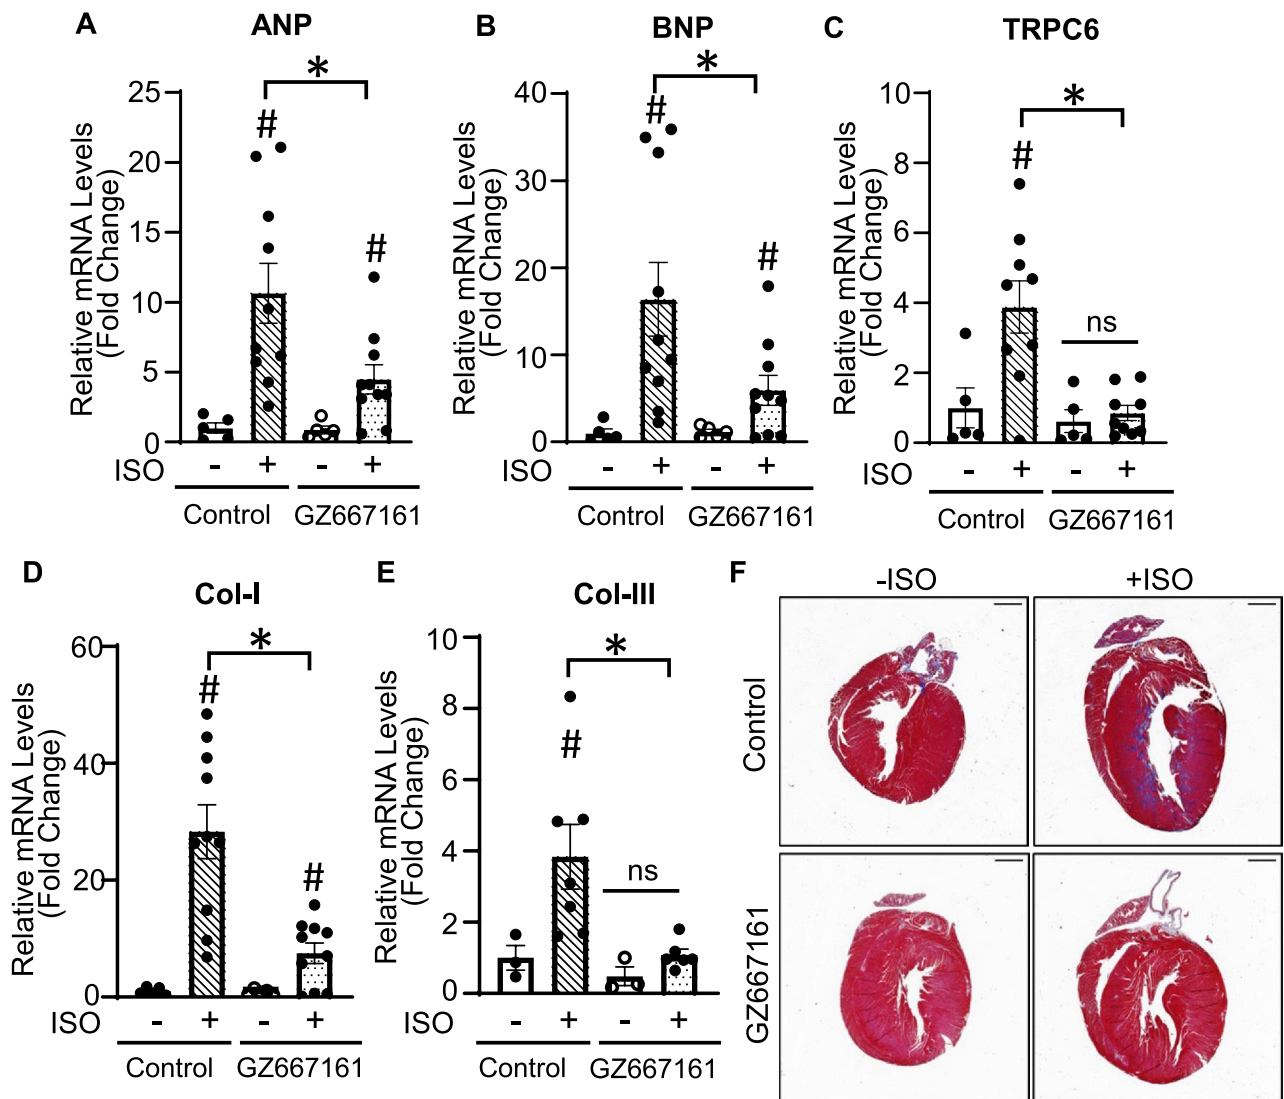 A
ANP
Relative mRNA Levels
(Fold Change)
25
20
15
10
5
0
*
#
#
ISO - + - +
Control GZ667161
B
BNP
Relative mRNA Levels
(Fold Change)
40
30
20
10
0
*
#
#
ISO - + - +
Control GZ667161
C
TRPC6
Relative mRNA Levels
(Fold Change)
10
8
6
4
2
0
*
#
ns
ISO - + - +
Control GZ667161
D
Col-I
Relative mRNA Levels
(Fold Change)
60
40
20
0
*
#
#
ISO - + - +
Control GZ667161
E
Col-III
Relative mRNA Levels
(Fold Change)
10
8
6
4
2
0
*
#
ns
ISO - + - +
Control GZ667161
F
-ISO +ISO
Control
GZ667161